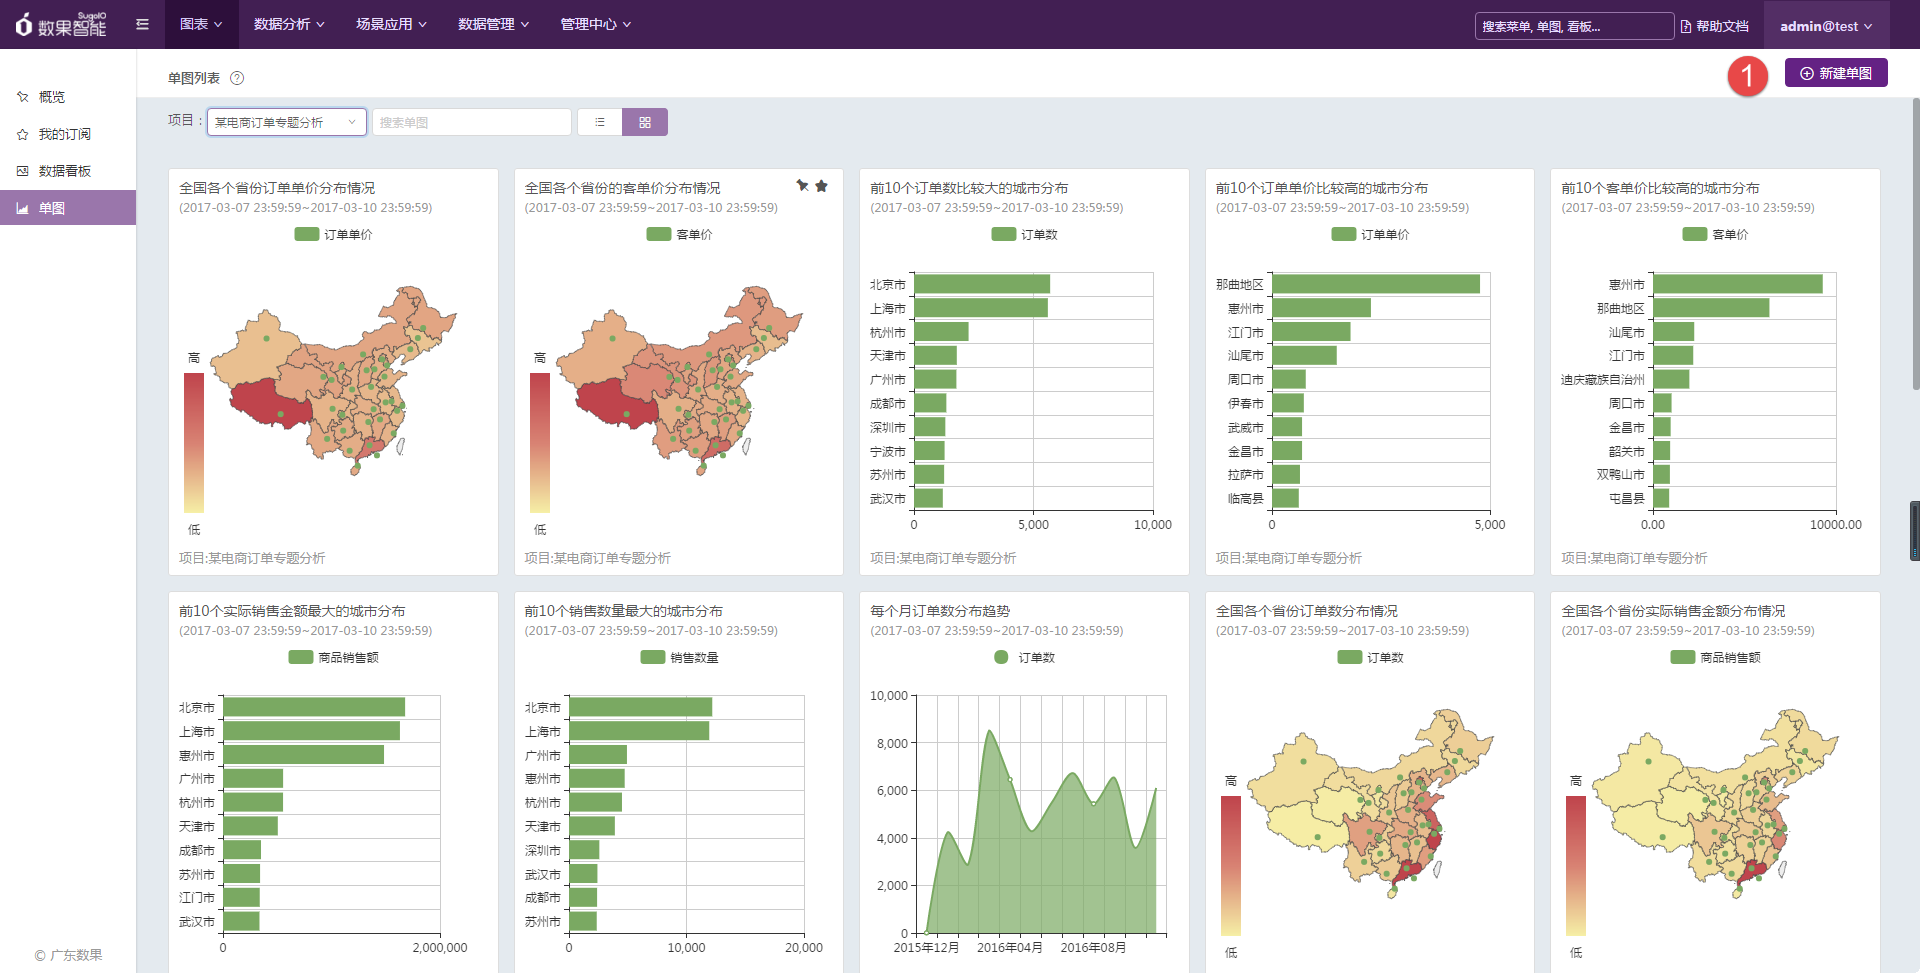 SugoIO
数果智能
图表
数据分析
场景应用
数据管理
管理中心
搜索菜单, 单图, 看板...
帮助文档
admin@test
概览
我的订阅
数据看板
单图
© 广东数果
单图列表
1
新建单图
项目：
某电商订单专题分析
搜索单图
全国各个省份订单单价分布情况
(2017-03-07 23:59:59~2017-03-10 23:59:59)
订单单价
高
低
项目:某电商订单专题分析
全国各个省份的客单价分布情况
(2017-03-07 23:59:59~2017-03-10 23:59:59)
客单价
高
低
项目:某电商订单专题分析
前10个订单数比较大的城市分布
(2017-03-07 23:59:59~2017-03-10 23:59:59)
订单数
北京市
上海市
杭州市
天津市
广州市
成都市
深圳市
宁波市
苏州市
武汉市
0
5,000
10,000
项目:某电商订单专题分析
前10个订单单价比较高的城市分布
(2017-03-07 23:59:59~2017-03-10 23:59:59)
订单单价
那曲地区
惠州市
江门市
汕尾市
周口市
伊春市
武威市
金昌市
拉萨市
临高县
0
5,000
项目:某电商订单专题分析
前10个客单价比较高的城市分布
(2017-03-07 23:59:59~2017-03-10 23:59:59)
客单价
惠州市
那曲地区
汕尾市
江门市
迪庆藏族自治州
周口市
金昌市
韶关市
双鸭山市
屯昌县
0.00
10000.00
项目:某电商订单专题分析
前10个实际销售金额最大的城市分布
(2017-03-07 23:59:59~2017-03-10 23:59:59)
商品销售额
北京市
上海市
惠州市
广州市
杭州市
天津市
成都市
苏州市
江门市
武汉市
0
2,000,000
前10个销售数量最大的城市分布
(2017-03-07 23:59:59~2017-03-10 23:59:59)
销售数量
北京市
上海市
广州市
惠州市
杭州市
天津市
深圳市
武汉市
成都市
苏州市
0
10,000
20,000
每个月订单数分布趋势
(2017-03-07 23:59:59~2017-03-10 23:59:59)
订单数
10,000
8,000
6,000
4,000
2,000
0
2015年12月
2016年04月
2016年08月
全国各个省份订单数分布情况
(2017-03-07 23:59:59~2017-03-10 23:59:59)
订单数
高
低
全国各个省份实际销售金额分布情况
(2017-03-07 23:59:59~2017-03-10 23:59:59)
商品销售额
高
低